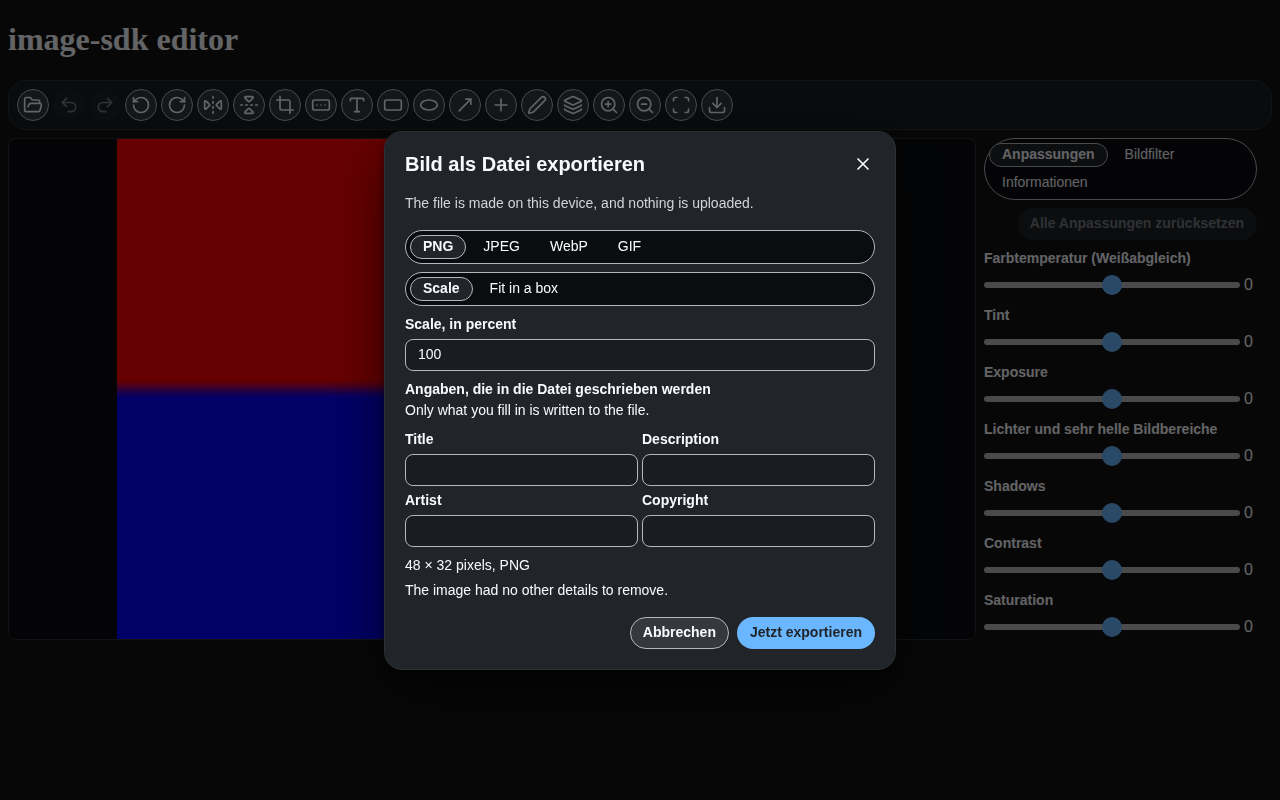 image-sdk editor
Bild als Datei exportieren
The file is made on this device, and nothing is uploaded.
PNG JPEG WebP GIF
Scale Fit in a box
Scale, in percent
100
Angaben, die in die Datei geschrieben werden
Only what you fill in is written to the file.
Title Description
Artist Copyright
48 × 32 pixels, PNG
The image had no other details to remove.
Abbrechen Jetzt exportieren
Anpassungen Bildfilter
Informationen
Alle Anpassungen zurücksetzen
Farbtemperatur (Weißabgleich)
0
Tint
0
Exposure
0
Lichter und sehr helle Bildbereiche
0
Shadows
0
Contrast
0
Saturation
0